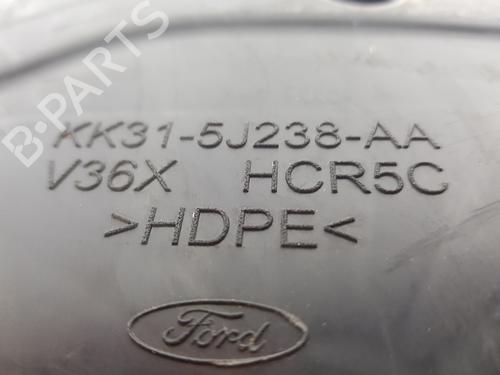 KK31-5J238-AA
V36X HCR5C
>HDPE<
Ford
B-PARTS